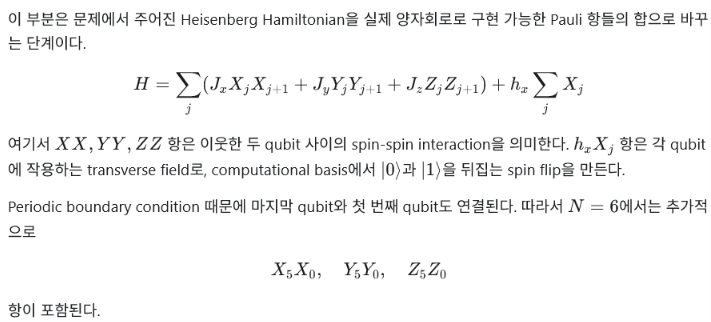 이 부분은 문제에서 주어진 Heisenberg Hamiltonian을 실제 양자회로로 구현 가능한 Pauli 항들의 합으로 바꾸
는 단계이다.
$$H = \sum_{j} (J_x X_j X_{j+1} + J_y Y_j Y_{j+1} + J_z Z_j Z_{j+1}) + h_x \sum_{j} X_j$$
여기서 $XX, YY, ZZ$ 항은 이웃한 두 qubit 사이의 spin-spin interaction을 의미한다. $h_x X_j$ 항은 각 qubit
에 작용하는 transverse field로, computational basis에서 $|0\rangle$과 $|1\rangle$을 뒤집는 spin flip을 만든다.
Periodic boundary condition 때문에 마지막 qubit와 첫 번째 qubit도 연결된다. 따라서 $N = 6$에서는 추가적
으로
$$X_5 X_0, \quad Y_5 Y_0, \quad Z_5 Z_0$$
항이 포함된다.